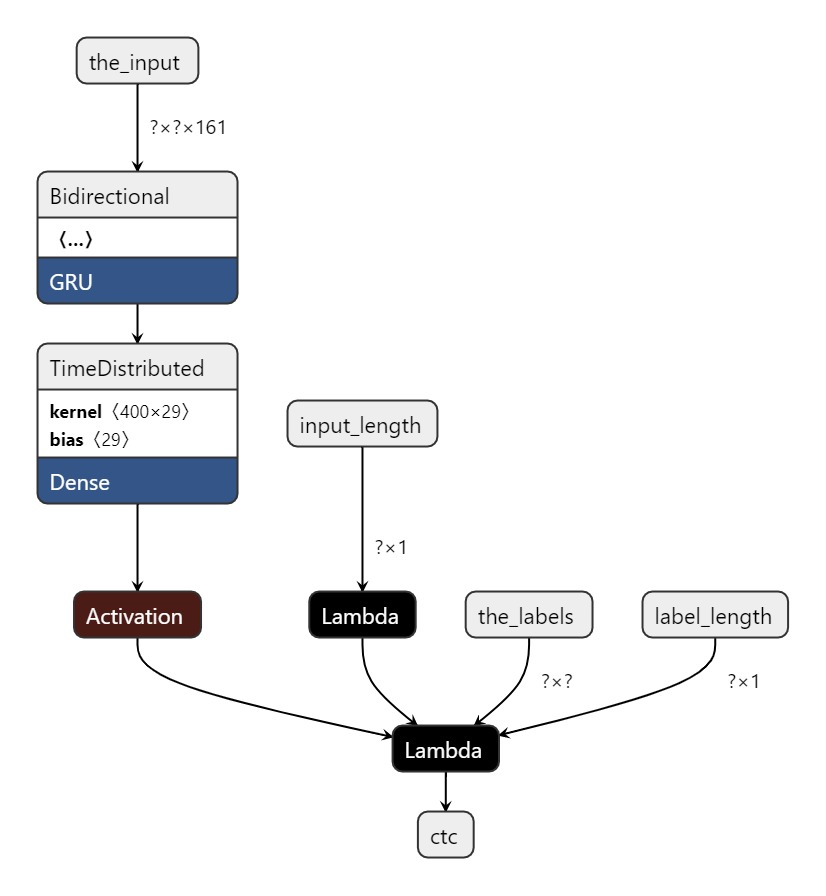 the_input
?×?×161
Bidirectional
⟨...⟩
GRU
TimeDistributed
kernel ⟨400×29⟩
bias ⟨29⟩
Dense
input_length
?×1
Activation
Lambda
the_labels
label_length
?×?
?×1
Lambda
ctc